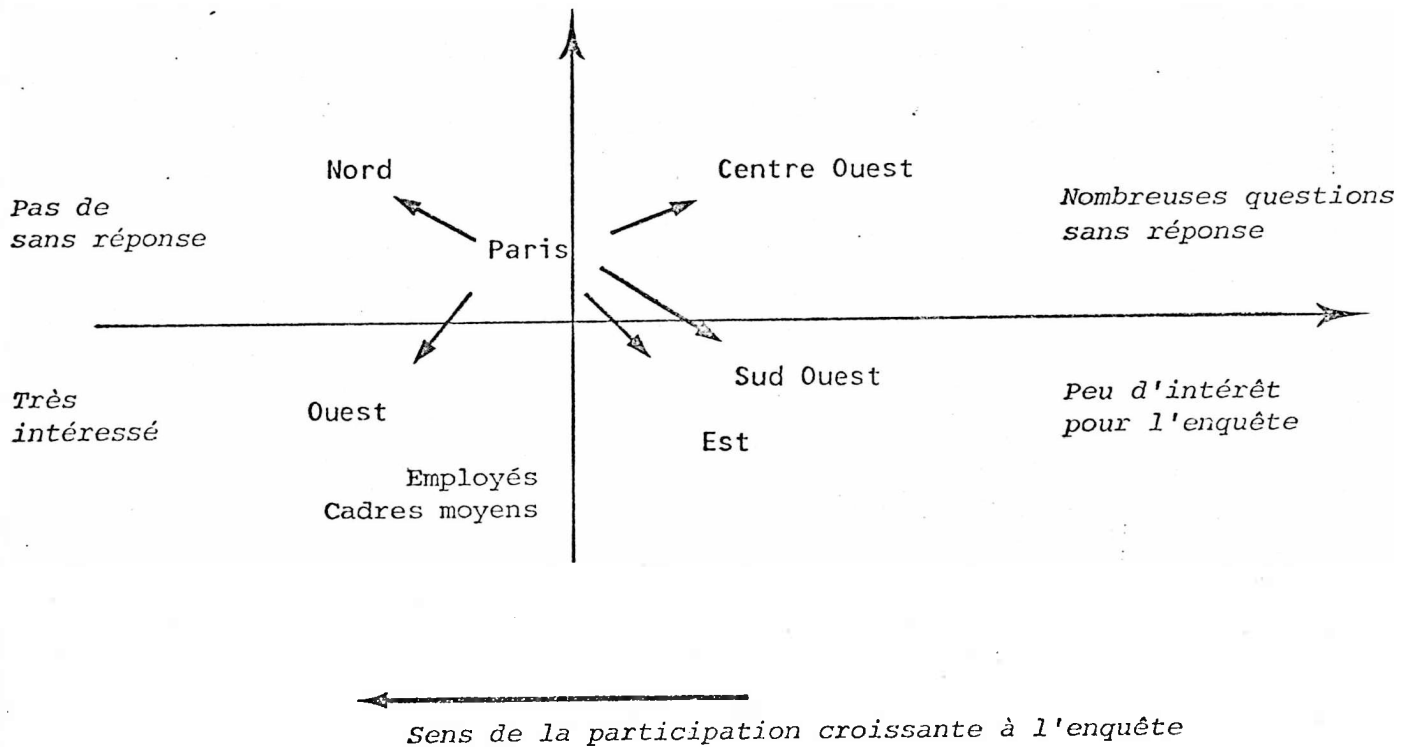 Nord
Centre Ouest
Pas de
sans réponse
Nombreuses questions
sans réponse
Paris
Sud Ouest
Très
intéressé
Ouest
Peu d'intérêt
pour l'enquête
Est
Employés
Cadres moyens
Sens de la participation croissante à l'enquête